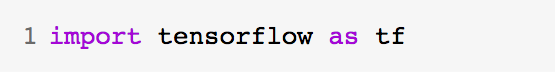 1 import tensorflow as tf